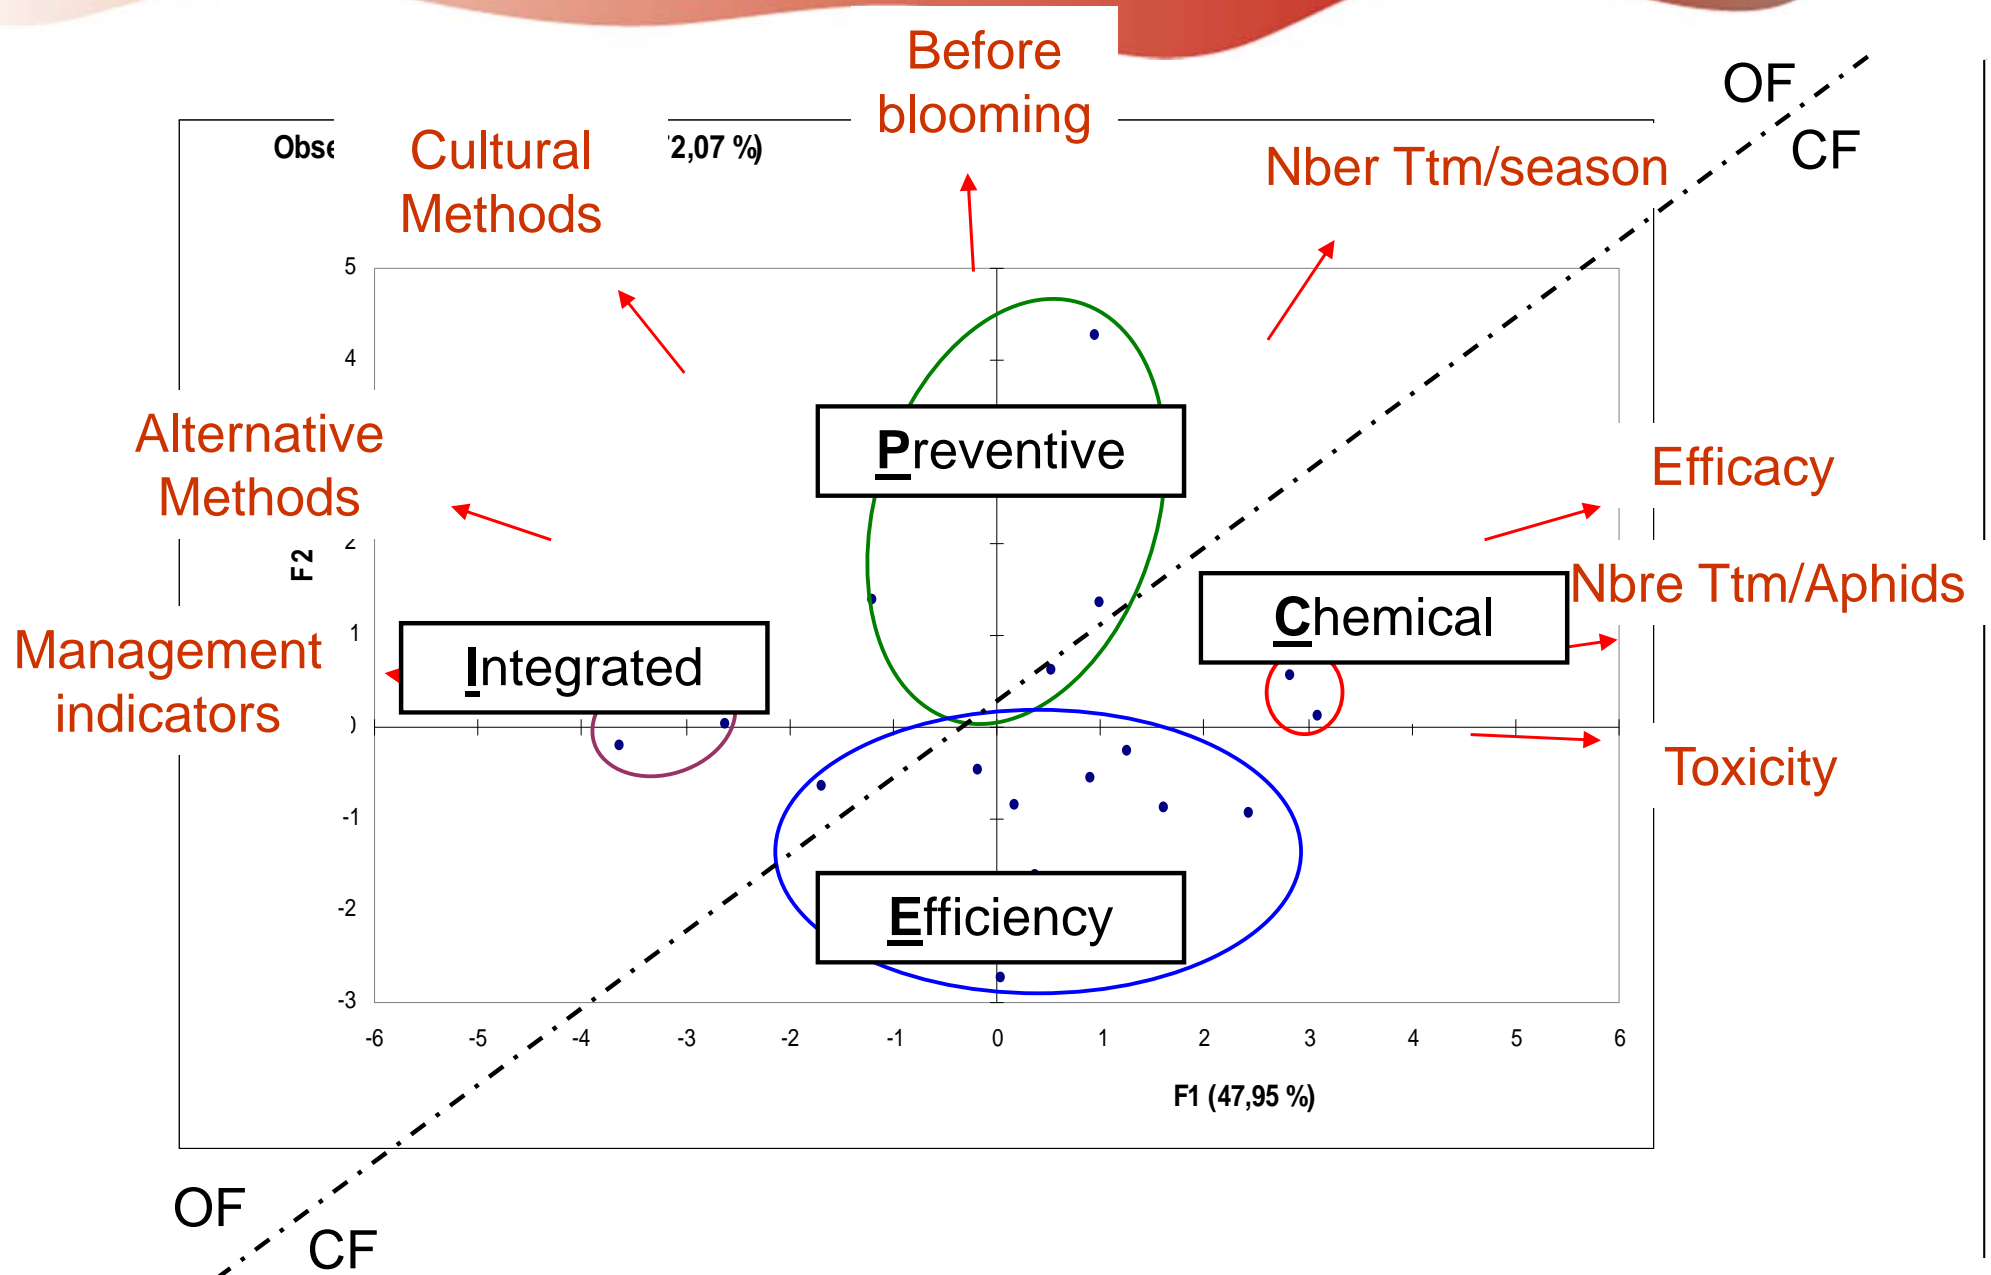 Before
blooming
OF
CF
Cultural
Methods
2,07 %)
Nber Ttm/season
5
4
Alternative
Methods
Preventive
Efficacy
2
F2
Nbre Ttm/Aphids
Chemical
1
Integrated
Management
indicators
Toxicity
-1
Efficiency
-2
-3
-6 -5 -4 -3 -2 -1 0 1 2 3 4 5 6
F1 (47,95 %)
OF
CF